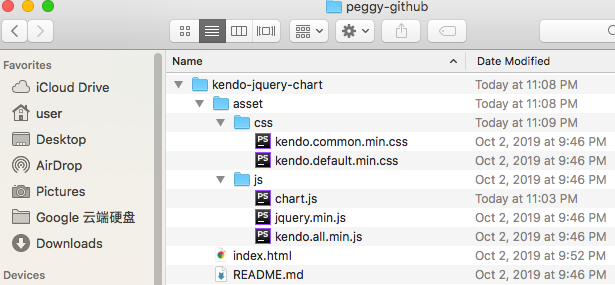 peggy-github
Name
Date Modified
Favorites
iCloud Drive
user
Desktop
AirDrop
Pictures
Google 云端硬盘
Downloads
Devices
kendo-jquery-chart Today at 11:08 PM
asset Today at 11:08 PM
css Today at 11:09 PM
kendo.common.min.css Oct 2, 2019 at 9:46 PM
kendo.default.min.css Oct 2, 2019 at 9:46 PM
js Oct 2, 2019 at 9:46 PM
chart.js Today at 11:03 PM
jquery.min.js Oct 2, 2019 at 9:46 PM
kendo.all.min.js Oct 2, 2019 at 9:46 PM
index.html Oct 2, 2019 at 9:52 PM
README.md Oct 2, 2019 at 9:46 PM
PS
PS
PS
PS
PS